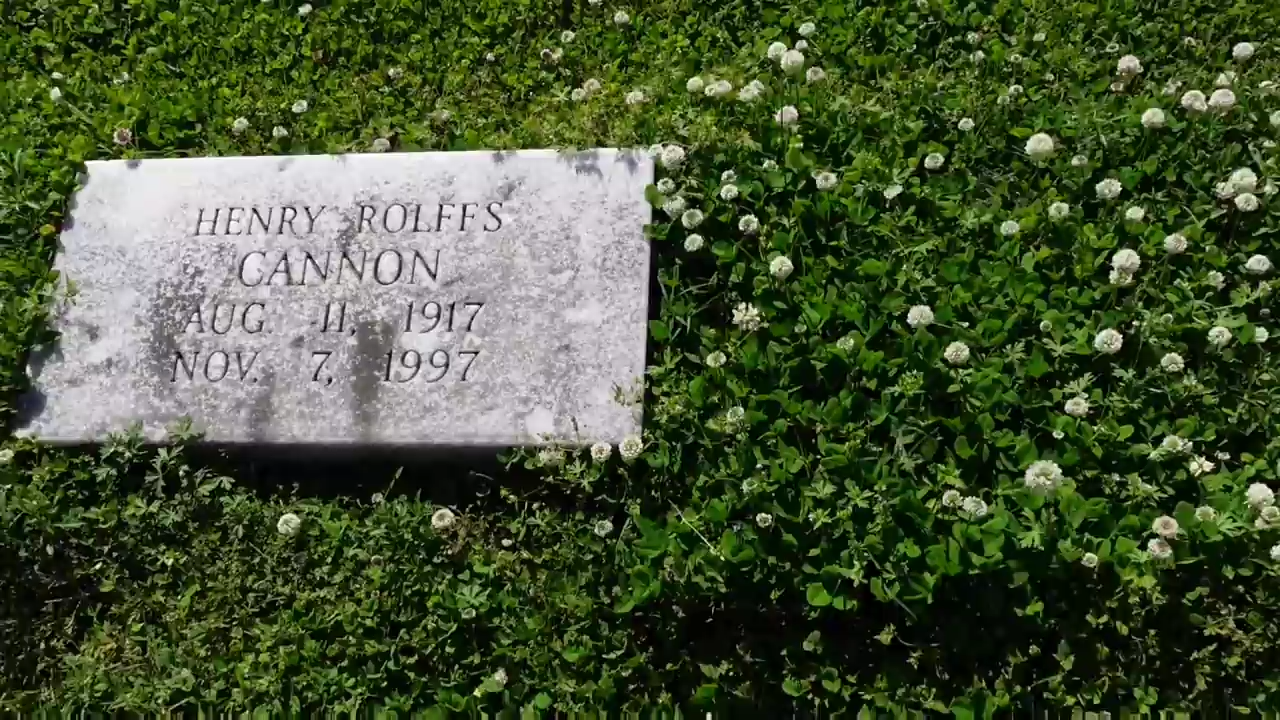 HENRY ROLFFS
CANNON
AUG. 11, 1917
NOV. 7, 1997